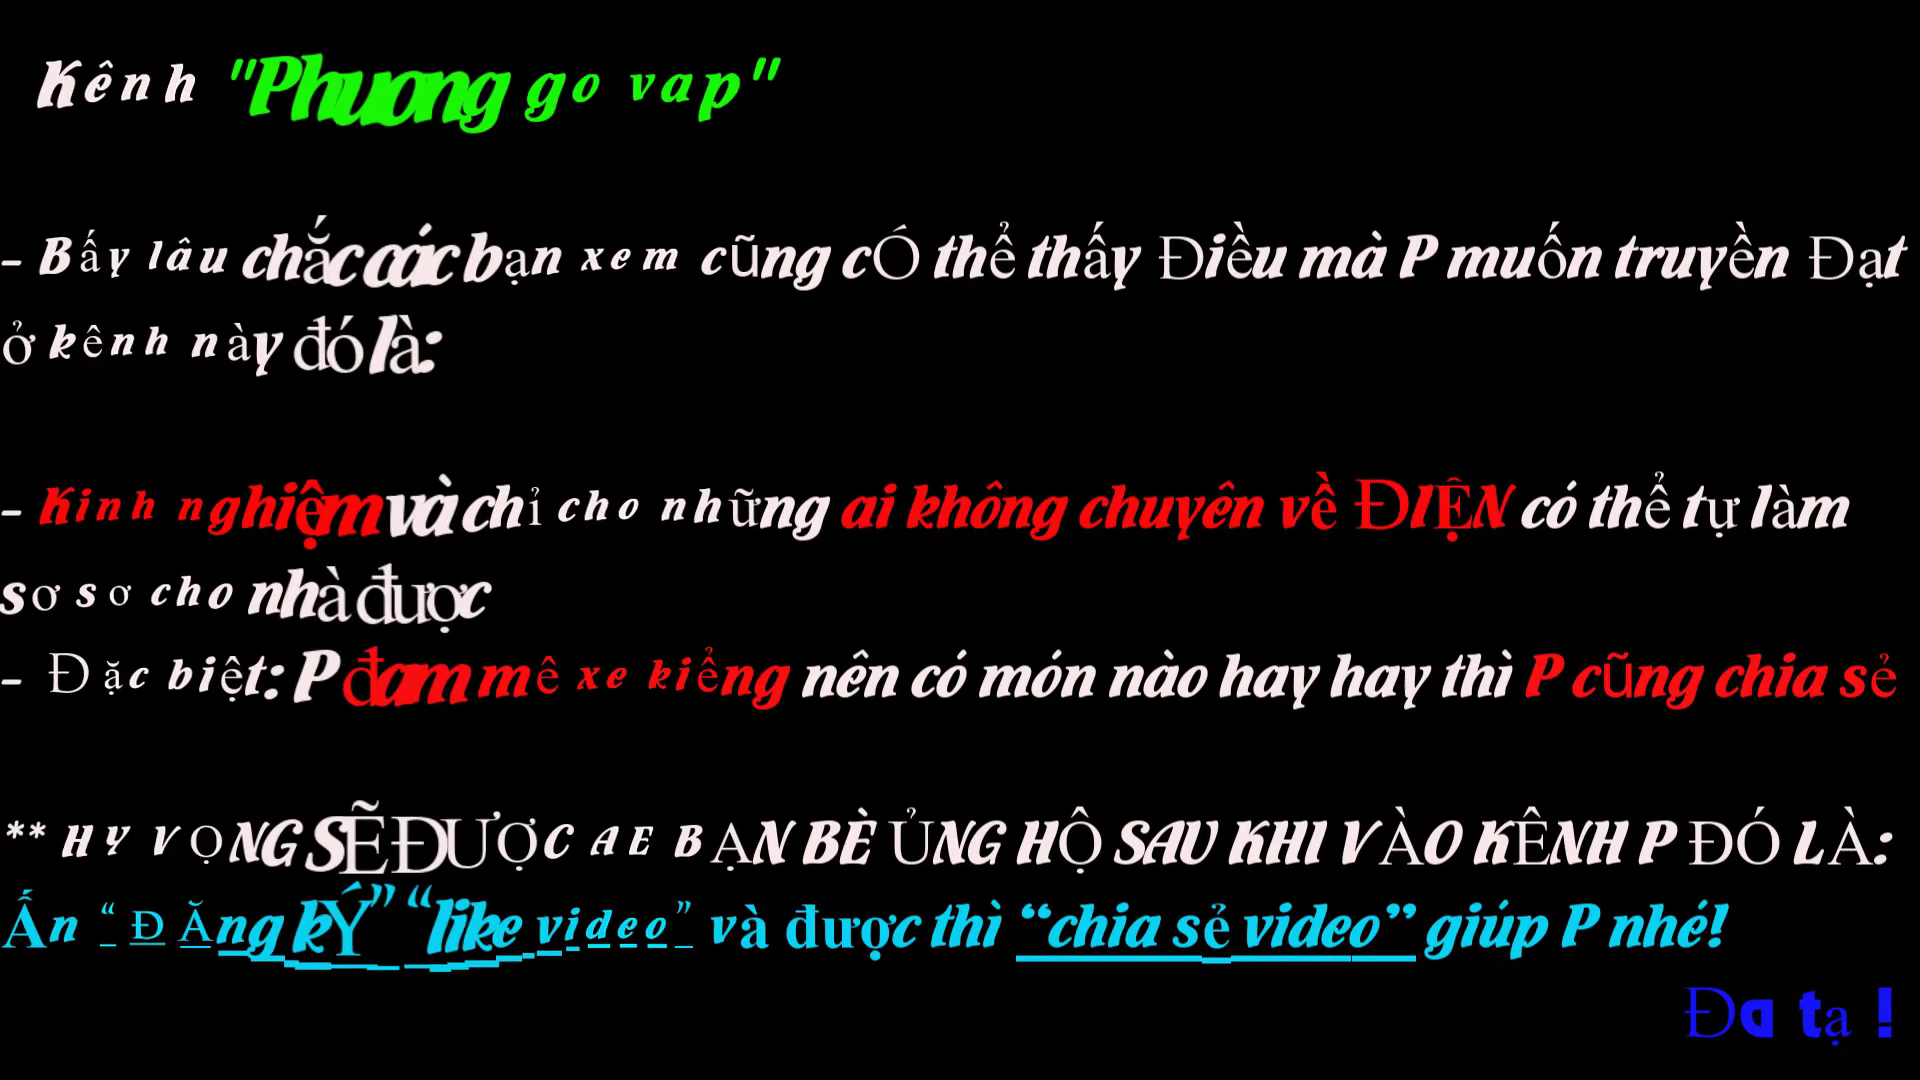 Kênh "Phuong go vap"
- Bấy lâu chắc các bạn xem cũng cÓ thể thấy Điều mà P muốn truyền Đạt
ở kênh này đó là:
- Kinh nghiệm và chỉ cho những ai không chuyên về ĐIỆN có thể tự làm
sơ sơ cho nhà được
- Đặc biệt: P đam mê xe kiểng nên có món nào hay hay thì P cũng chia sẻ
** HY VỌNG SẼ ĐƯỢC AE BẠN BÈ ỦNG HỘ SAU KHI VÀO KÊNH P ĐÓ LÀ:
Ấn “ĐĂng kÝ” “like video” và được thì “chia sẻ video” giúp P nhé!
Đa tạ !